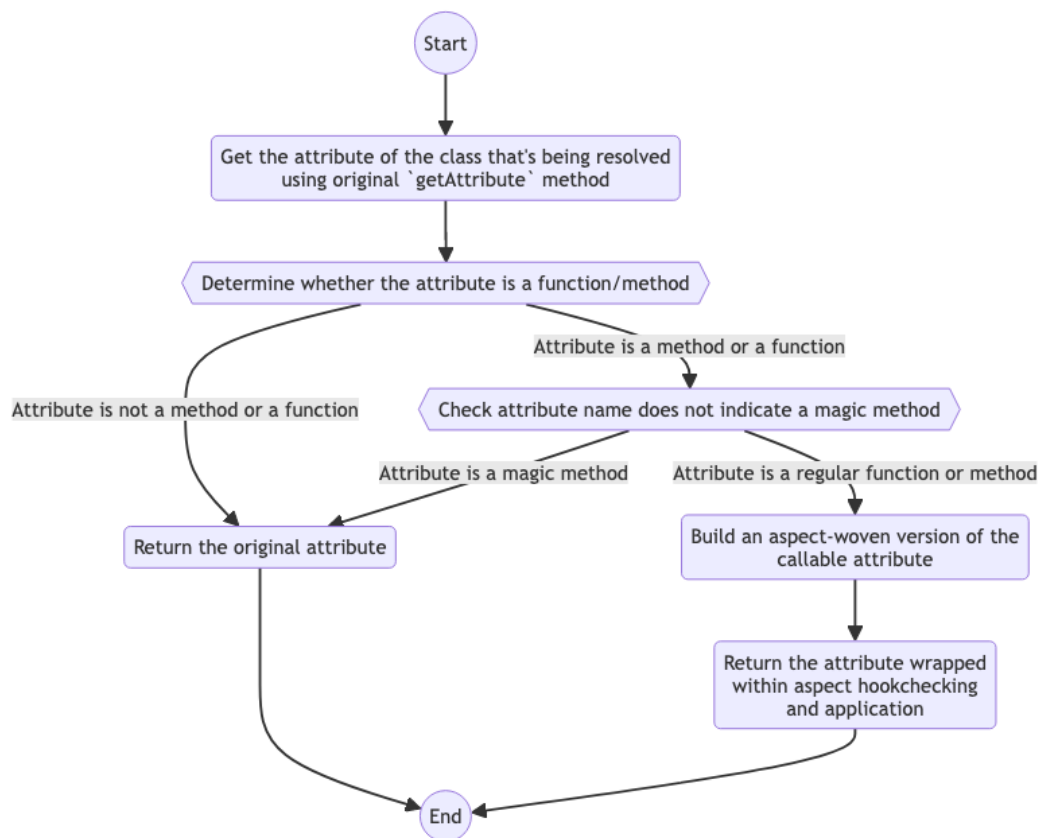 Start
Get the attribute of the class that's being resolved
using original `getAttribute` method
Determine whether the attribute is a function/method
Attribute is a method or a function
Attribute is not a method or a function
Check attribute name does not indicate a magic method
Attribute is a magic method
Attribute is a regular function or method
Return the original attribute
Build an aspect-woven version of the
callable attribute
Return the attribute wrapped
within aspect hookchecking
and application
End